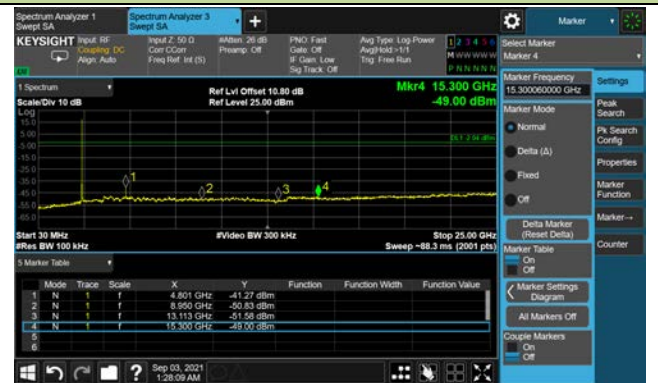 Spectrum Analyzer 1
Swept SA
Spectrum Analyzer 3
Swept SA
Marker
KEYSIGHT
Input: RF
Coupling: DC
Align: Auto
Input Z: 50 Ω
Corr CCorr
Freq Ref: Int (S)
#Atten: 26 dB
Preamp: Off
PNO: Fast
Gate: Off
IF Gain: Low
Sig Track: Off
Avg Type: Log-Power
Avg|Hold:>1/1
Trig: Free Run
1 2 3 4 5 6
M W W W W W
P N N N N N
Select Marker
Marker 4
1 Spectrum
Scale/Div 10 dB
Log
Ref Lvl Offset 10.80 dB
Ref Level 25.00 dBm
Mkr4 15.300 GHz
-49.00 dBm
15.0
5.00
-5.00
-15.0
-25.0
-35.0
-45.0
-55.0
-65.0
1
2
3
4
Start 30 MHz
#Res BW 100 kHz
#Video BW 300 kHz
Stop 25.00 GHz
Sweep ~88.3 ms (2001 pts)
5 Marker Table
Mode Trace Scale X Y Function Function Width Function Value
1 N 1 f 4.801 GHz -41.27 dBm
2 N 1 f 8.950 GHz -50.83 dBm
3 N 1 f 13.113 GHz -51.58 dBm
4 N 1 f 15.300 GHz -49.00 dBm
5
6
Marker Frequency
15.300060000 GHz
Marker Mode
Normal
Delta (Δ)
Fixed
Off
Delta Marker
(Reset Delta)
Marker Table
On
Off
Marker Settings
Diagram
All Markers Off
Couple Markers
On
Off
Settings
Peak
Search
Pk Search
Config
Properties
Marker
Function
Marker→
Counter
Sep 03, 2021
1:28:09 AM